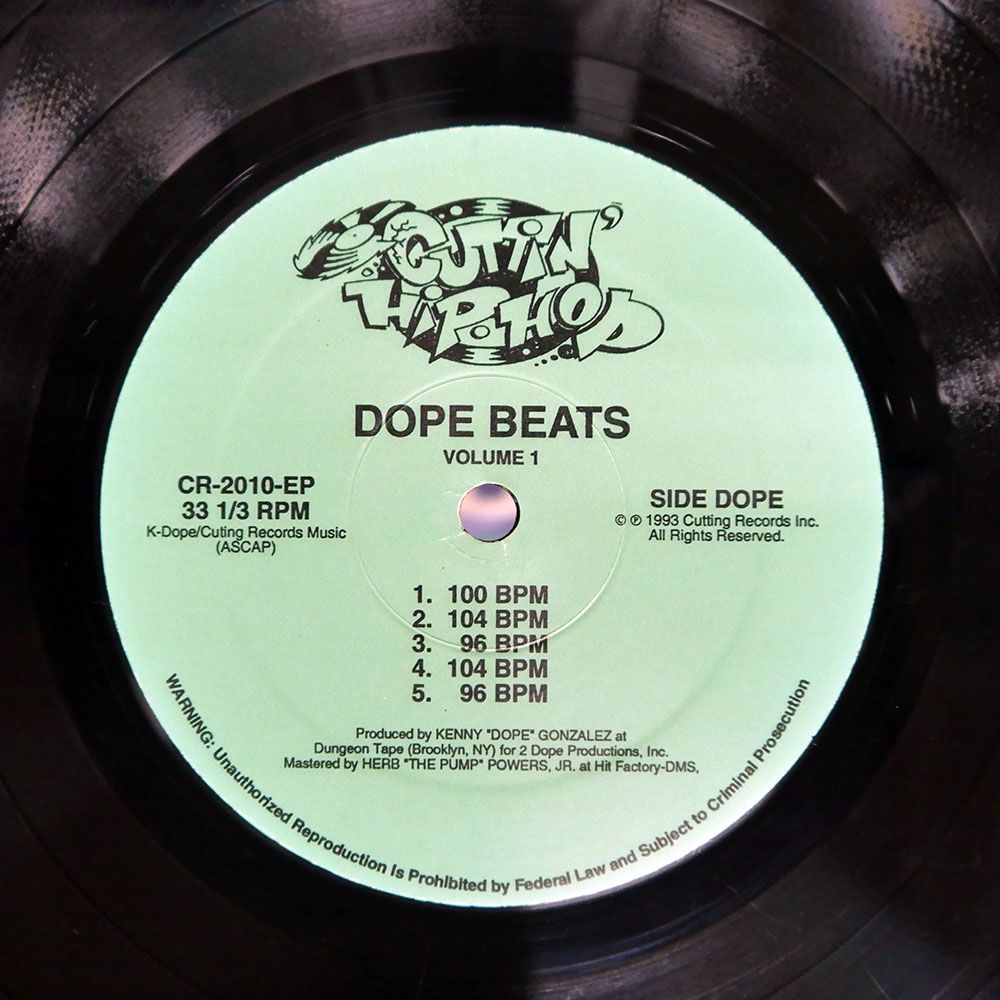 CUTTIN'
HIP HOP
DOPE BEATS
VOLUME 1
CR-2010-EP
33 1/3 RPM
K-Dope/Cuting Records Music
(ASCAP)
SIDE DOPE
© ℗ 1993 Cutting Records Inc.
All Rights Reserved.
1. 100 BPM
2. 104 BPM
3. 96 BPM
4. 104 BPM
5. 96 BPM
Produced by KENNY "DOPE" GONZALEZ at
Dungeon Tape (Brooklyn, NY) for 2 Dope Productions, Inc.
Mastered by HERB "THE PUMP" POWERS, JR. at Hit Factory-DMS,
WARNING: Unauthorized Reproduction Is Prohibited by Federal Law and Subject to Criminal Prosecution